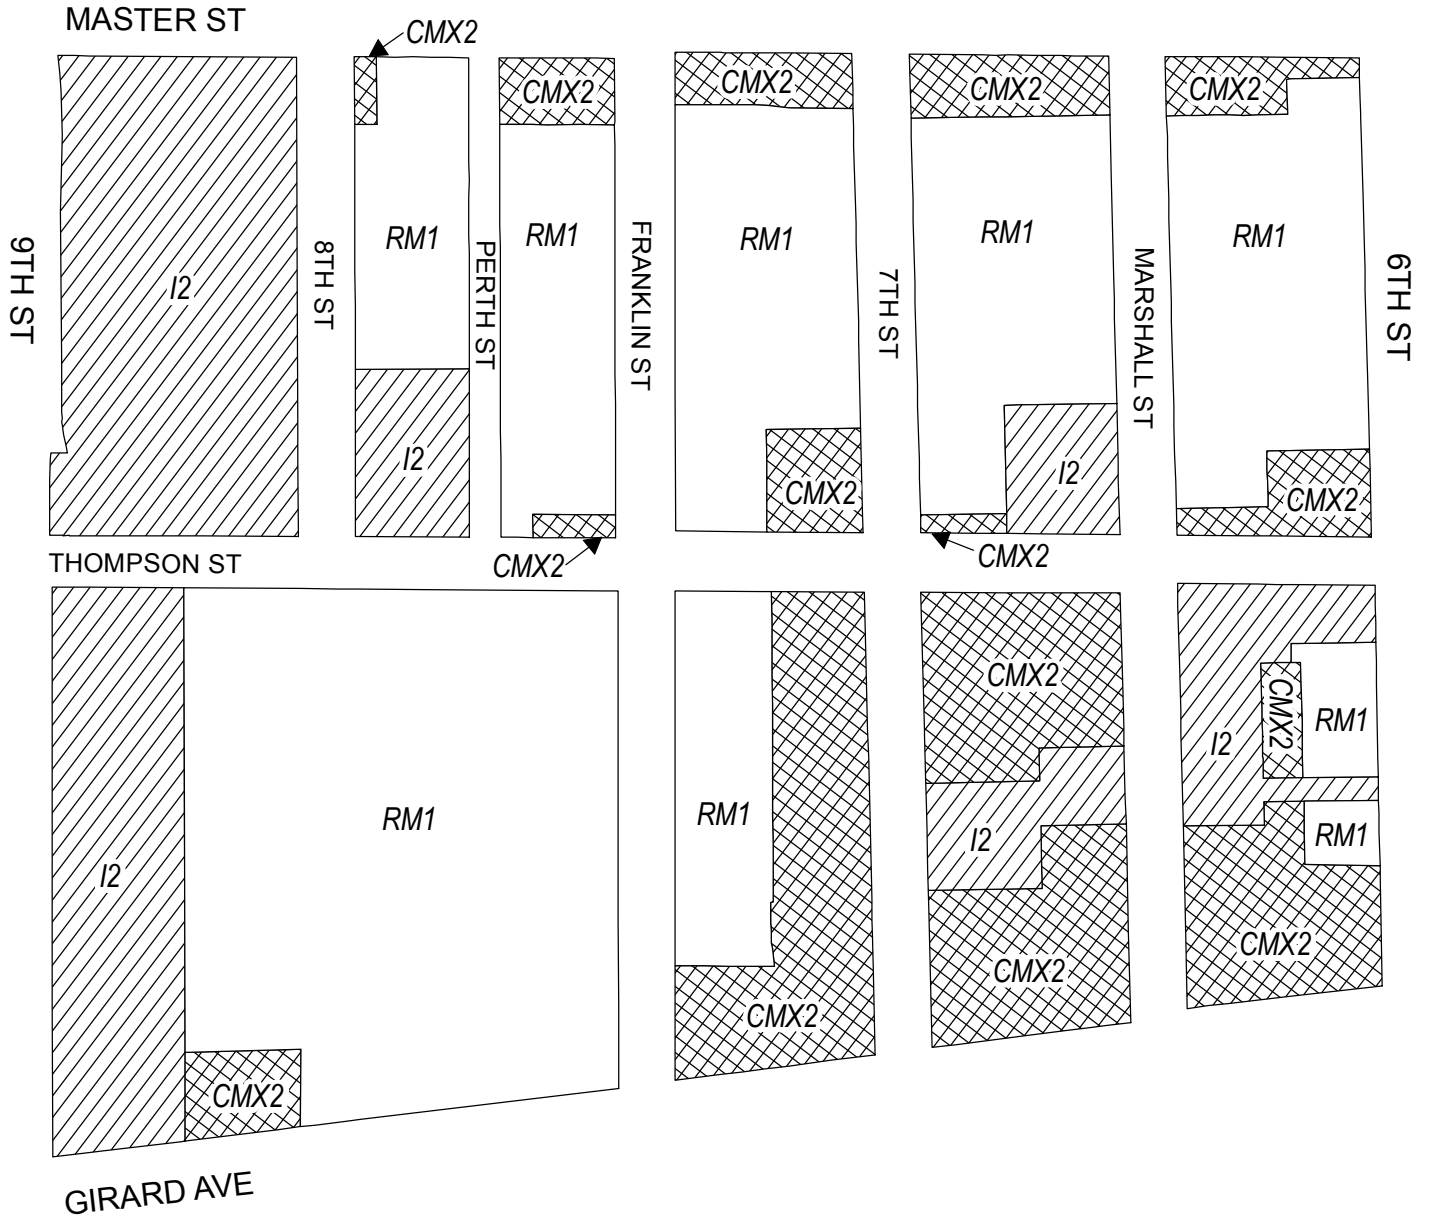 MASTER ST
CMX2
CMX2
CMX2
CMX2
CMX2
9TH ST
I2
8TH ST
RM1
PERTH ST
RM1
FRANKLIN ST
RM1
7TH ST
RM1
MARSHALL ST
RM1
6TH ST
I2
CMX2
I2
CMX2
THOMPSON ST
CMX2
CMX2
CMX2
CMX2
RM1
I2
RM1
RM1
I2
RM1
I2
CMX2
CMX2
CMX2
CMX2
CMX2
GIRARD AVE